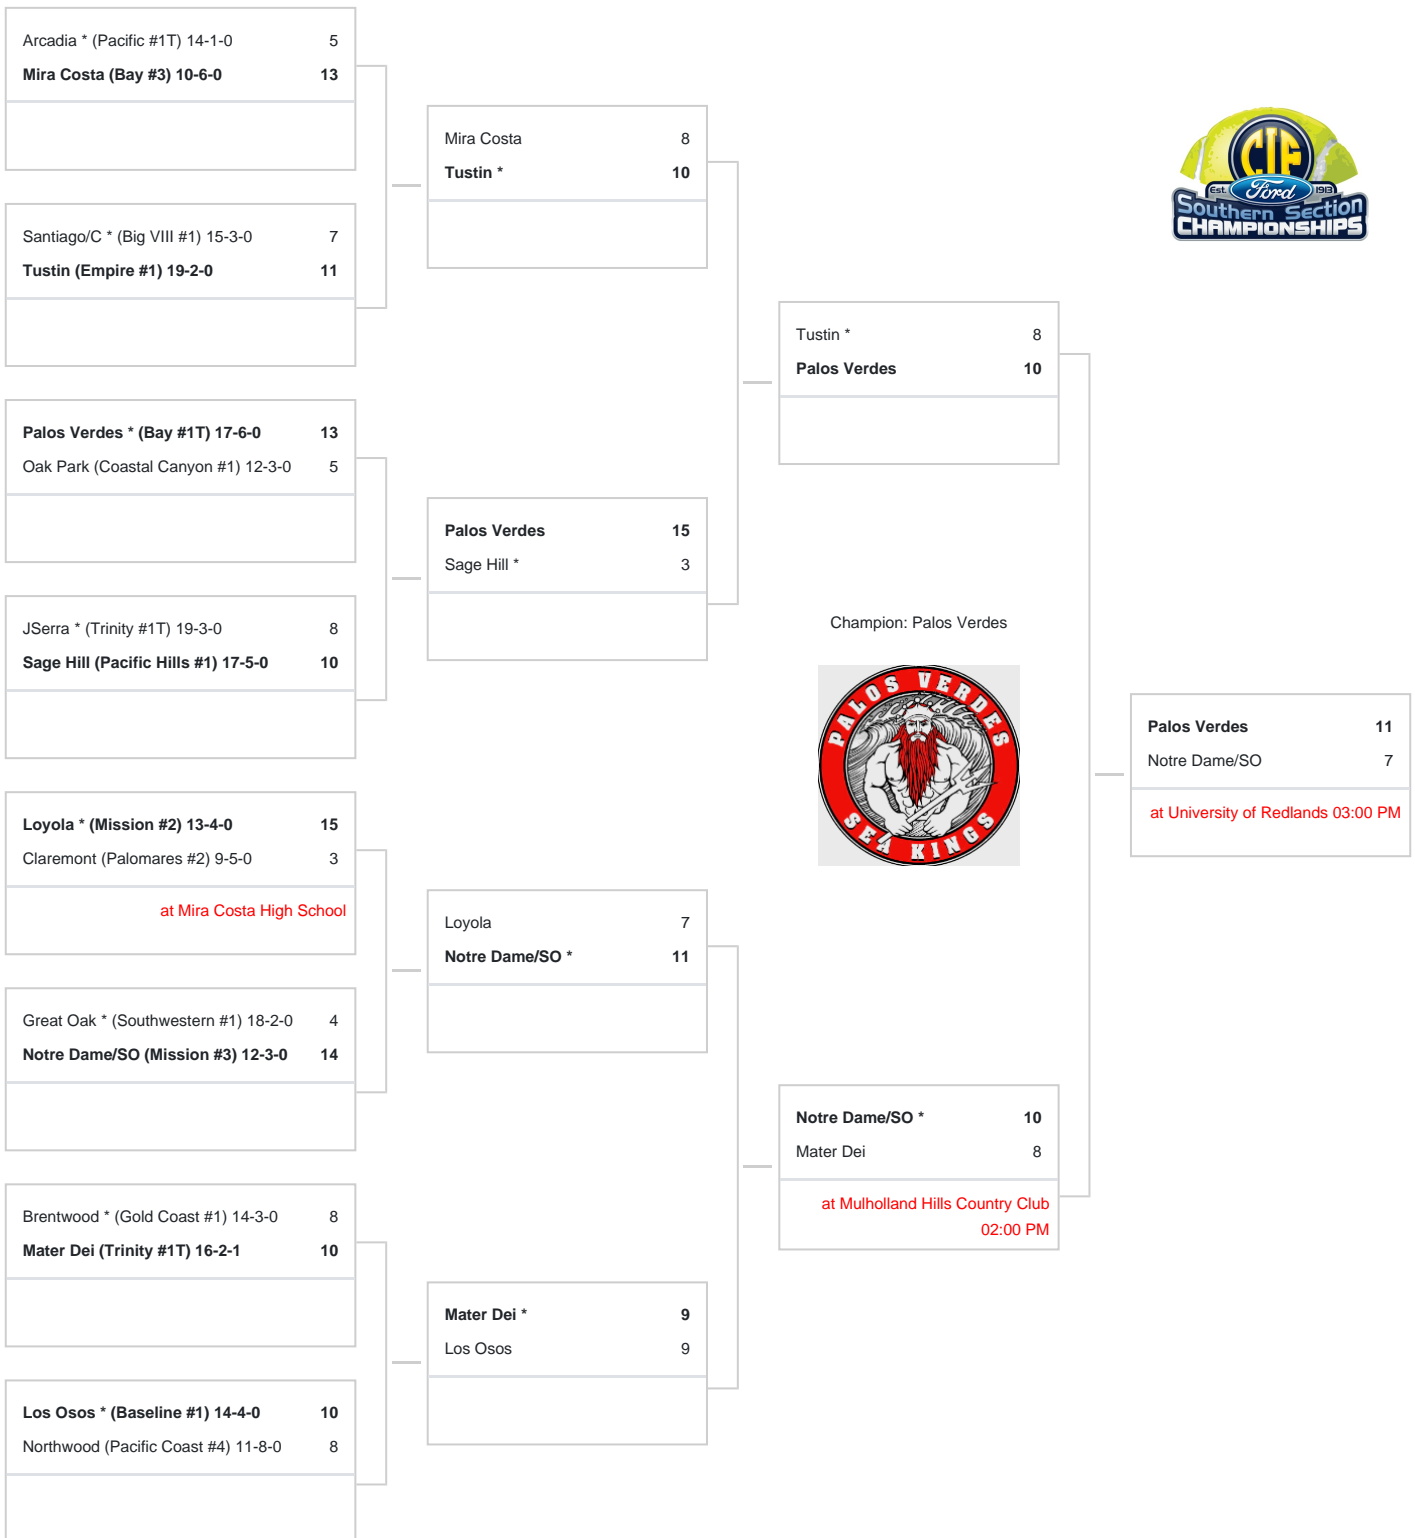 Arcadia * (Pacific #1T) 14-1-0 5
Mira Costa (Bay #3) 10-6-0 13
Santiago/C * (Big VIII #1) 15-3-0 7
Tustin (Empire #1) 19-2-0 11
Palos Verdes * (Bay #1T) 17-6-0 13
Oak Park (Coastal Canyon #1) 12-3-0 5
JSerra * (Trinity #1T) 19-3-0 8
Sage Hill (Pacific Hills #1) 17-5-0 10
Loyola * (Mission #2) 13-4-0 15
Claremont (Palomares #2) 9-5-0 3
at Mira Costa High School
Great Oak * (Southwestern #1) 18-2-0 4
Notre Dame/SO (Mission #3) 12-3-0 14
Brentwood * (Gold Coast #1) 14-3-0 8
Mater Dei (Trinity #1T) 16-2-1 10
Los Osos * (Baseline #1) 14-4-0 10
Northwood (Pacific Coast #4) 11-8-0 8
Mira Costa 8
Tustin * 10
Palos Verdes 15
Sage Hill * 3
Loyola 7
Notre Dame/SO * 11
Mater Dei * 9
Los Osos 9
Tustin * 8
Palos Verdes 10
Champion: Palos Verdes
PALOS VERDES
SEA KINGS
Notre Dame/SO * 10
Mater Dei 8
at Mulholland Hills Country Club
02:00 PM
CIF
Est. Ford 1913
Southern Section
CHAMPIONSHIPS
Palos Verdes 11
Notre Dame/SO 7
at University of Redlands 03:00 PM